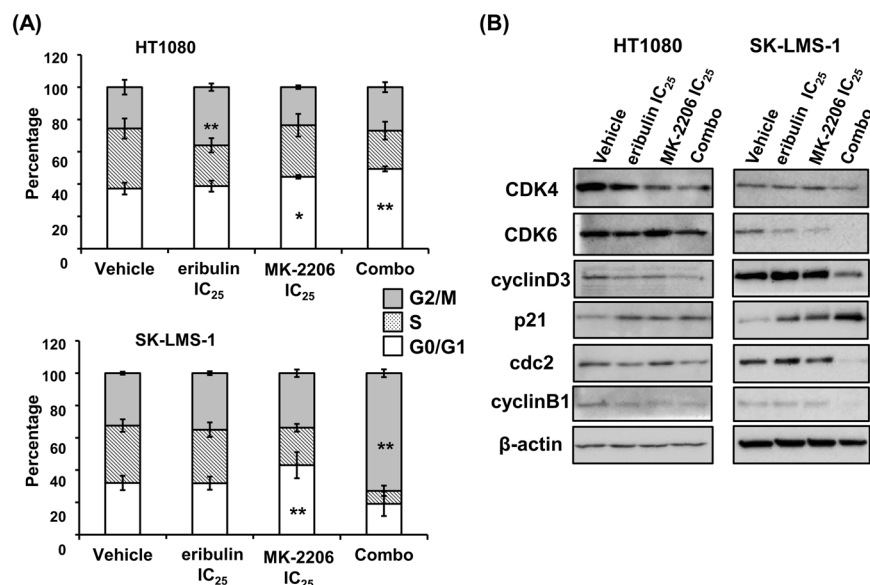 (A)
HT1080
120
100
80
60
40
20
0
Percentage
**
*
**
Vehicle
eribulin
IC25
MK-2206
IC25
Combo
G2/M
S
G0/G1
SK-LMS-1
120
100
80
60
40
20
0
Percentage
**
**
Vehicle
eribulin
IC25
MK-2206
IC25
Combo
(B)
HT1080 SK-LMS-1
Vehicle
eribulin IC25
MK-2206 IC25
Combo
Vehicle
eribulin IC25
MK-2206 IC25
Combo
CDK4
CDK6
cyclinD3
p21
cdc2
cyclinB1
β-actin